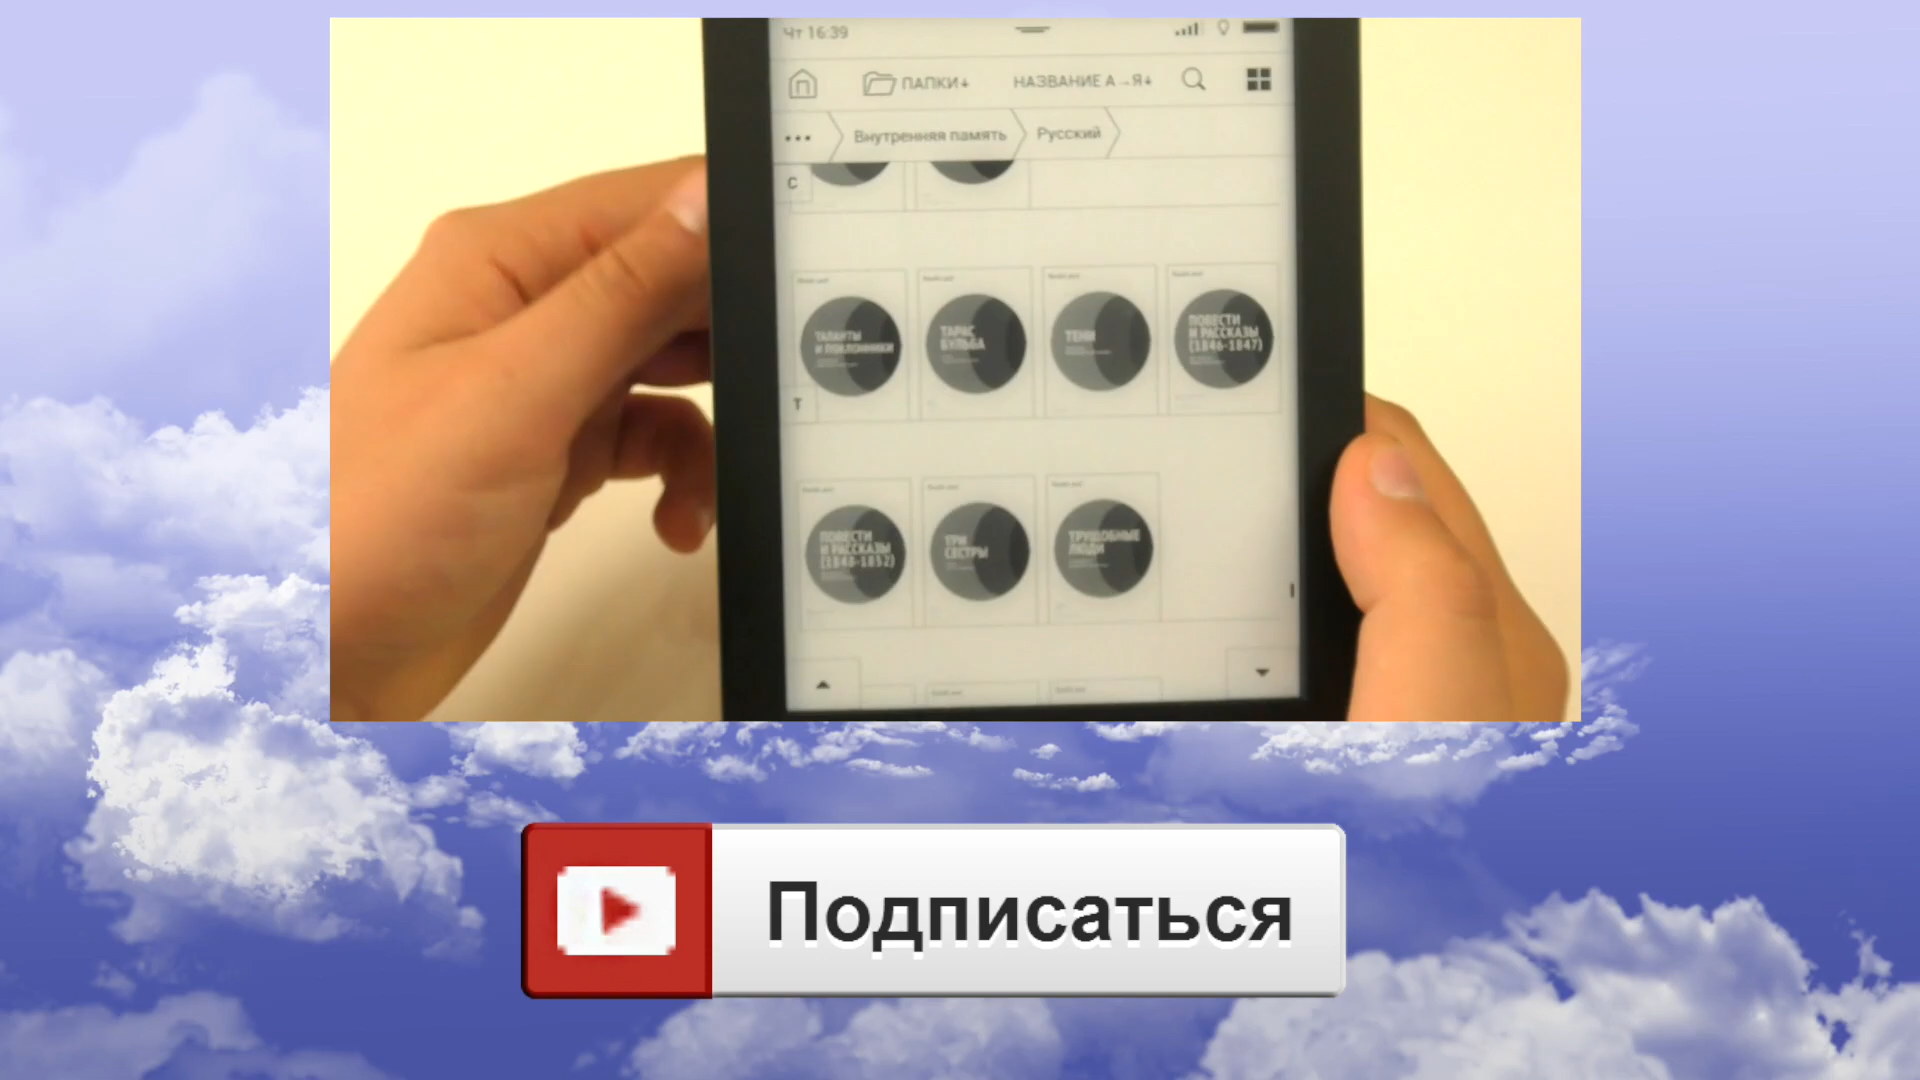 Чт 16:39
ПАПКИ↓
НАЗВАНИЕ А→Я↓
... Внутренняя память Русский
С
ТАЛАНТЫ
И ПОКЛОННИКИ
ТАРАС
БУЛЬБА
ТЕНИ
ПОВЕСТИ
И РАССКАЗЫ
(1846-1847)
Т
ПОВЕСТИ
И РАССКАЗЫ
(1848-1852)
ТРИ
СЕСТРЫ
ТРУЩОБНЫЕ
ЛЮДИ
Подписаться